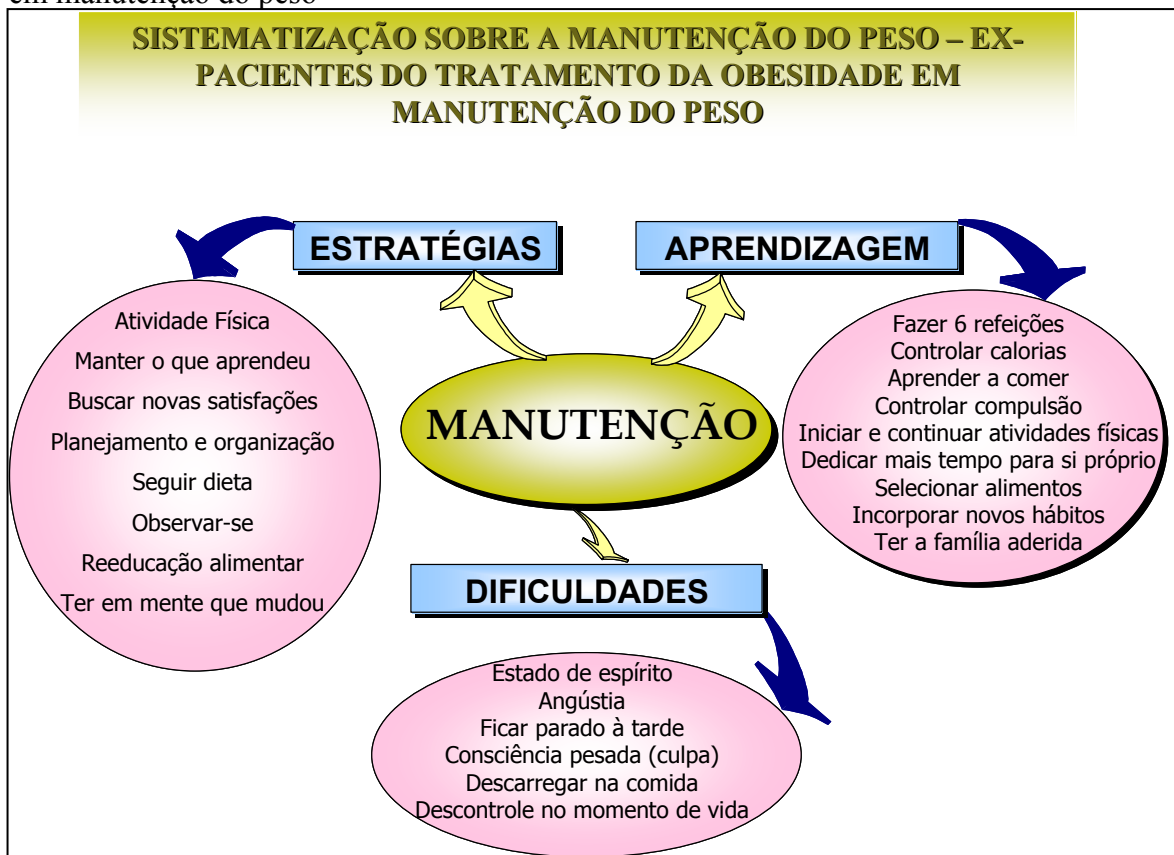 em manutenção do peso
SISTEMATIZAÇÃO SOBRE A MANUTENÇÃO DO PESO – EX-
PACIENTES DO TRATAMENTO DA OBESIDADE EM
MANUTENÇÃO DO PESO
ESTRATÉGIAS
APRENDIZAGEM
Atividade Física
Manter o que aprendeu
Buscar novas satisfações
Planejamento e organização
Seguir dieta
Observar-se
Reeducação alimentar
Ter em mente que mudou
MANUTENÇÃO
Fazer 6 refeições
Controlar calorias
Aprender a comer
Controlar compulsão
Iniciar e continuar atividades físicas
Dedicar mais tempo para si próprio
Selecionar alimentos
Incorporar novos hábitos
Ter a família aderida
DIFICULDADES
Estado de espírito
Angústia
Ficar parado à tarde
Consciência pesada (culpa)
Descarregar na comida
Descontrole no momento de vida